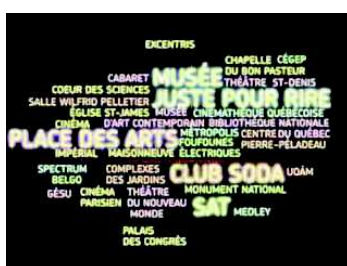 EXCENTRIS
CHAPELLE CÉGEP
DU BON PASTEUR
CABARET MUSÉE THÉÂTRE ST-DENIS
COEUR DES SCIENCES
JUSTE POUR RIRE
SALLE WILFRID PELLETIER
ÉGLISE ST-JAMES MUSÉE CINÉMATHÈQUE QUÉBÉCOISE
CINÉMA D'ART CONTEMPORAIN BIBLIOTHÈQUE NATIONALE
PLACE DES ARTS MÉTROPOLIS CENTRE DU QUÉBEC
FOUFOUNES PIERRE-PÉLADEAU
IMPÉRIAL MAISONNEUVE ÉLECTRIQUES
SPECTRUM COMPLEXES CLUB SODA UQÀM
BELGO DES JARDINS
GÉSU CINÉMA THÉÂTRE MONUMENT NATIONAL
PARISIEN DU NOUVEAU SAT MEDLEY
MONDE
PALAIS
DES CONGRÈS